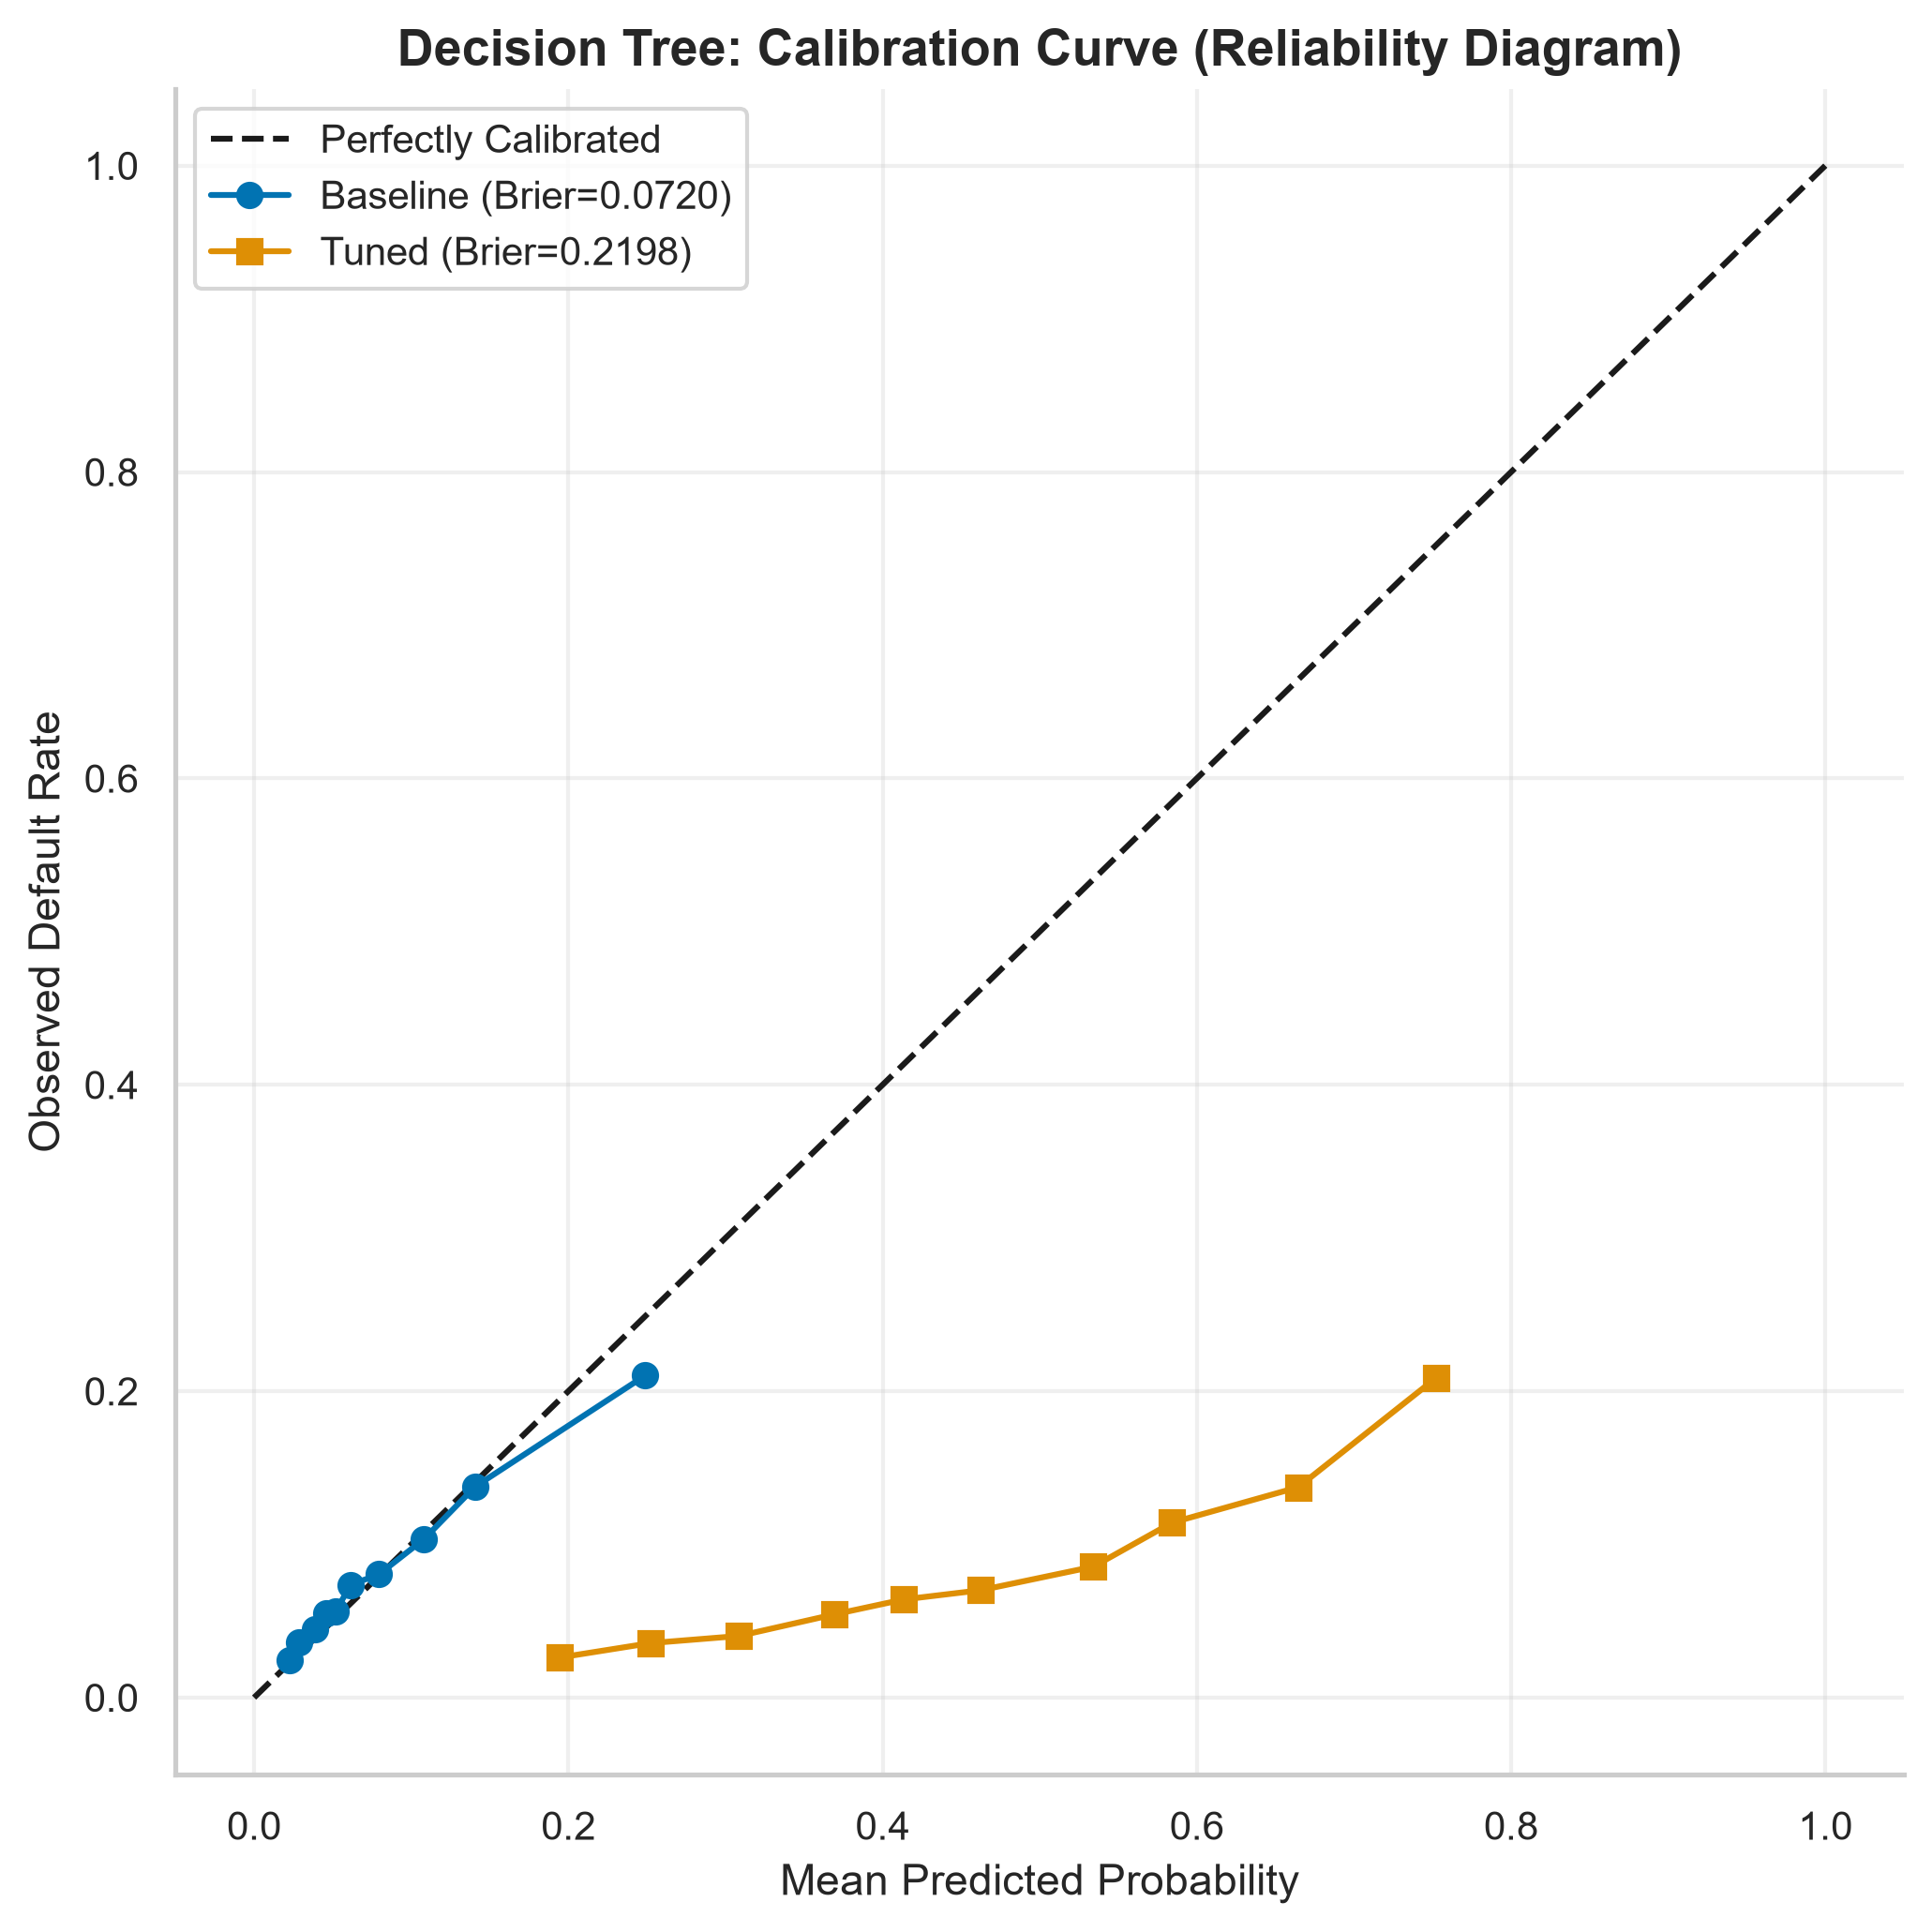 Decision Tree: Calibration Curve (Reliability Diagram)
Perfectly Calibrated
Baseline (Brier=0.0720)
Tuned (Brier=0.2198)
Observed Default Rate
1.0
0.8
0.6
0.4
0.2
0.0
0.0 0.2 0.4 0.6 0.8 1.0
Mean Predicted Probability